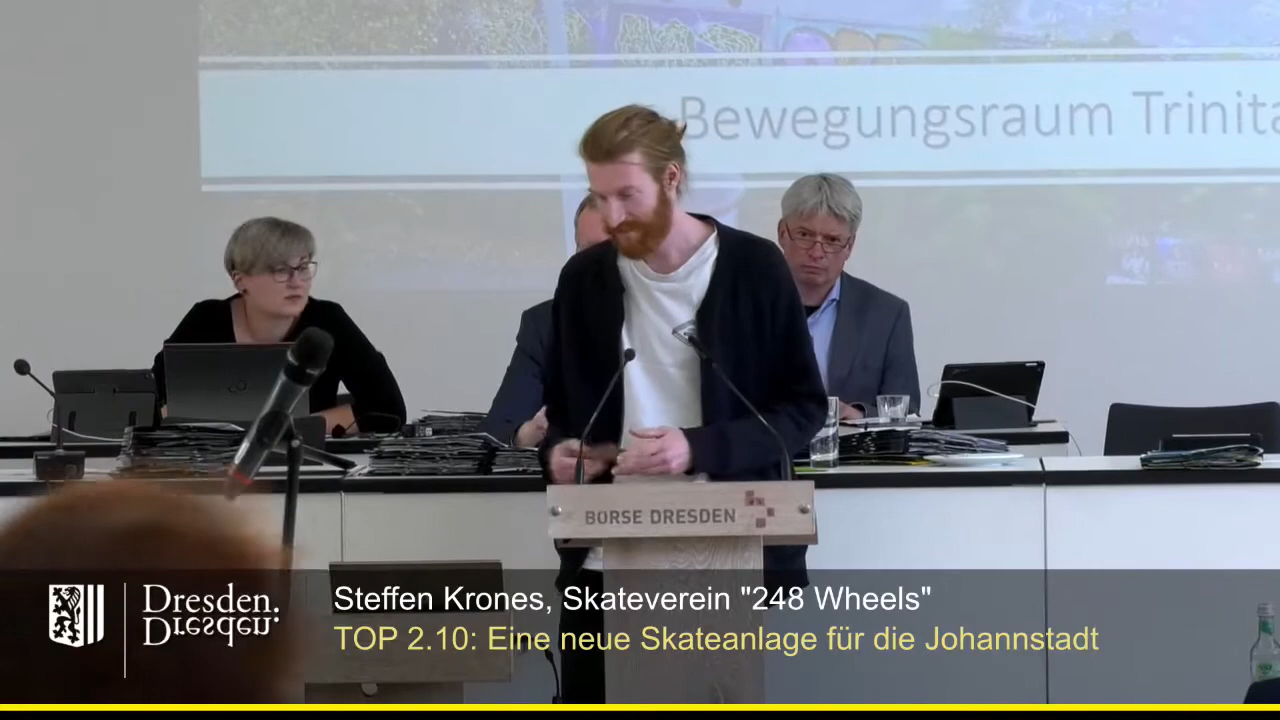 Bewegungsraum
BÖRSE DRESDEN
Dresden.
Dresden.
Steffen Krones, Skateverein "248 Wheels"
TOP 2.10: Eine neue Skateanlage für die Johannstadt